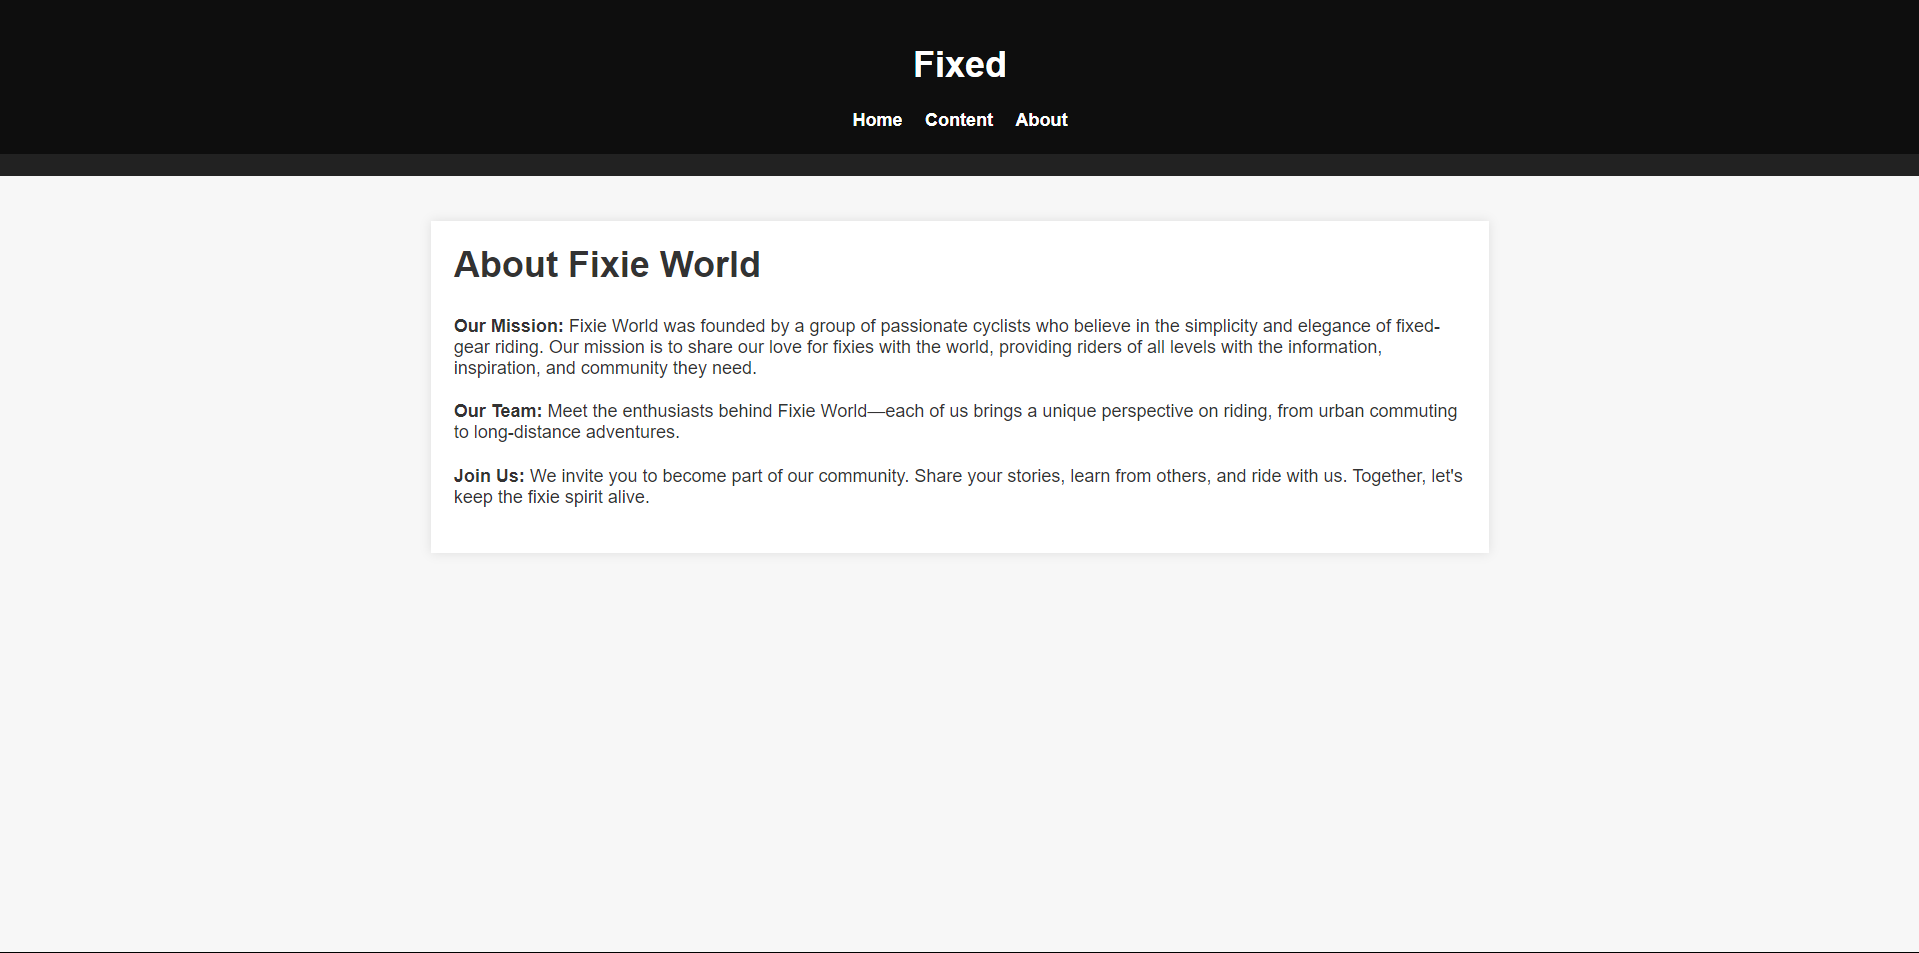 Fixed
Home Content About
About Fixie World
Our Mission: Fixie World was founded by a group of passionate cyclists who believe in the simplicity and elegance of fixed-
gear riding. Our mission is to share our love for fixies with the world, providing riders of all levels with the information,
inspiration, and community they need.
Our Team: Meet the enthusiasts behind Fixie World—each of us brings a unique perspective on riding, from urban commuting
to long-distance adventures.
Join Us: We invite you to become part of our community. Share your stories, learn from others, and ride with us. Together, let's
keep the fixie spirit alive.